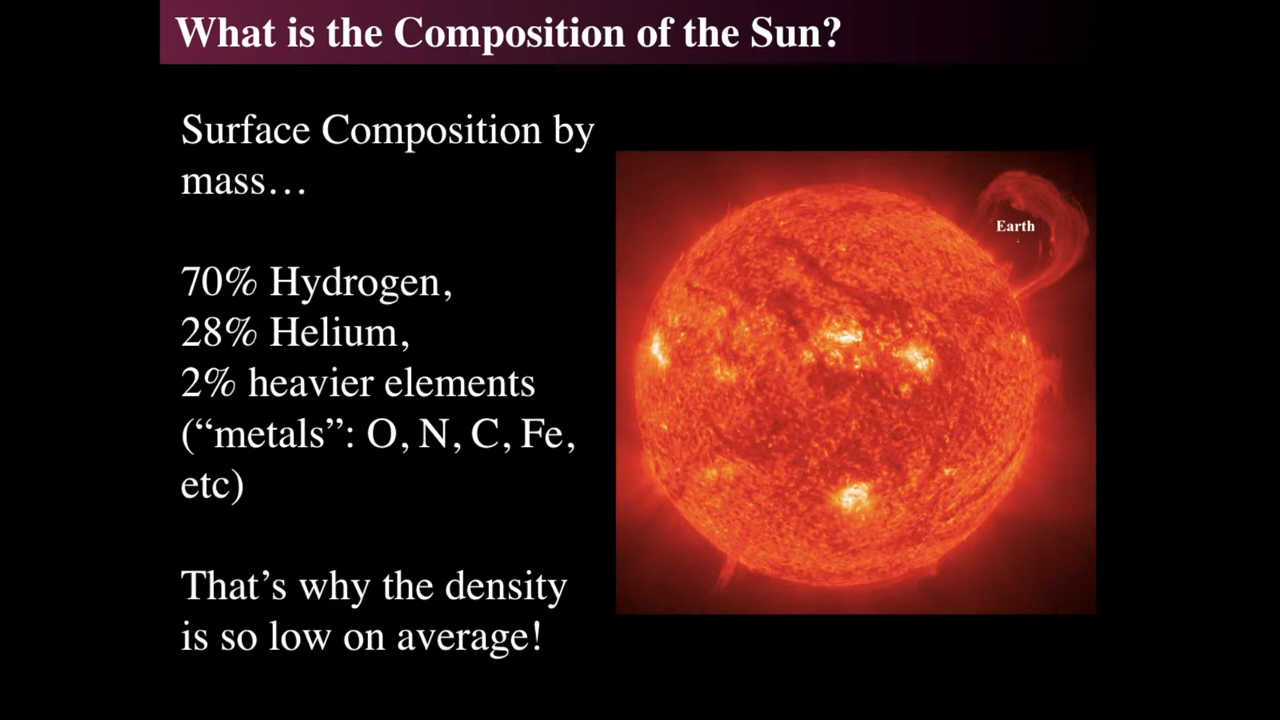 What is the Composition of the Sun?
Surface Composition by
mass…
70% Hydrogen,
28% Helium,
2% heavier elements
(“metals”: O, N, C, Fe,
etc)
That’s why the density
is so low on average!
Earth